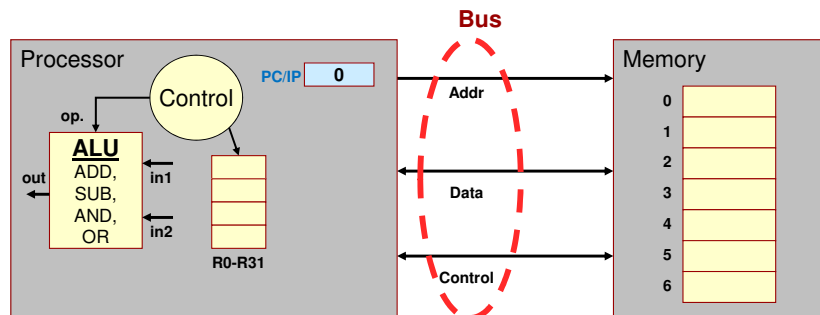 Bus
Processor
PC/IP
0
Memory
Control
Addr
op.
0
1
2
3
4
5
6
ALU
ADD,
SUB,
AND,
OR
out
in1
in2
R0-R31
Data
Control